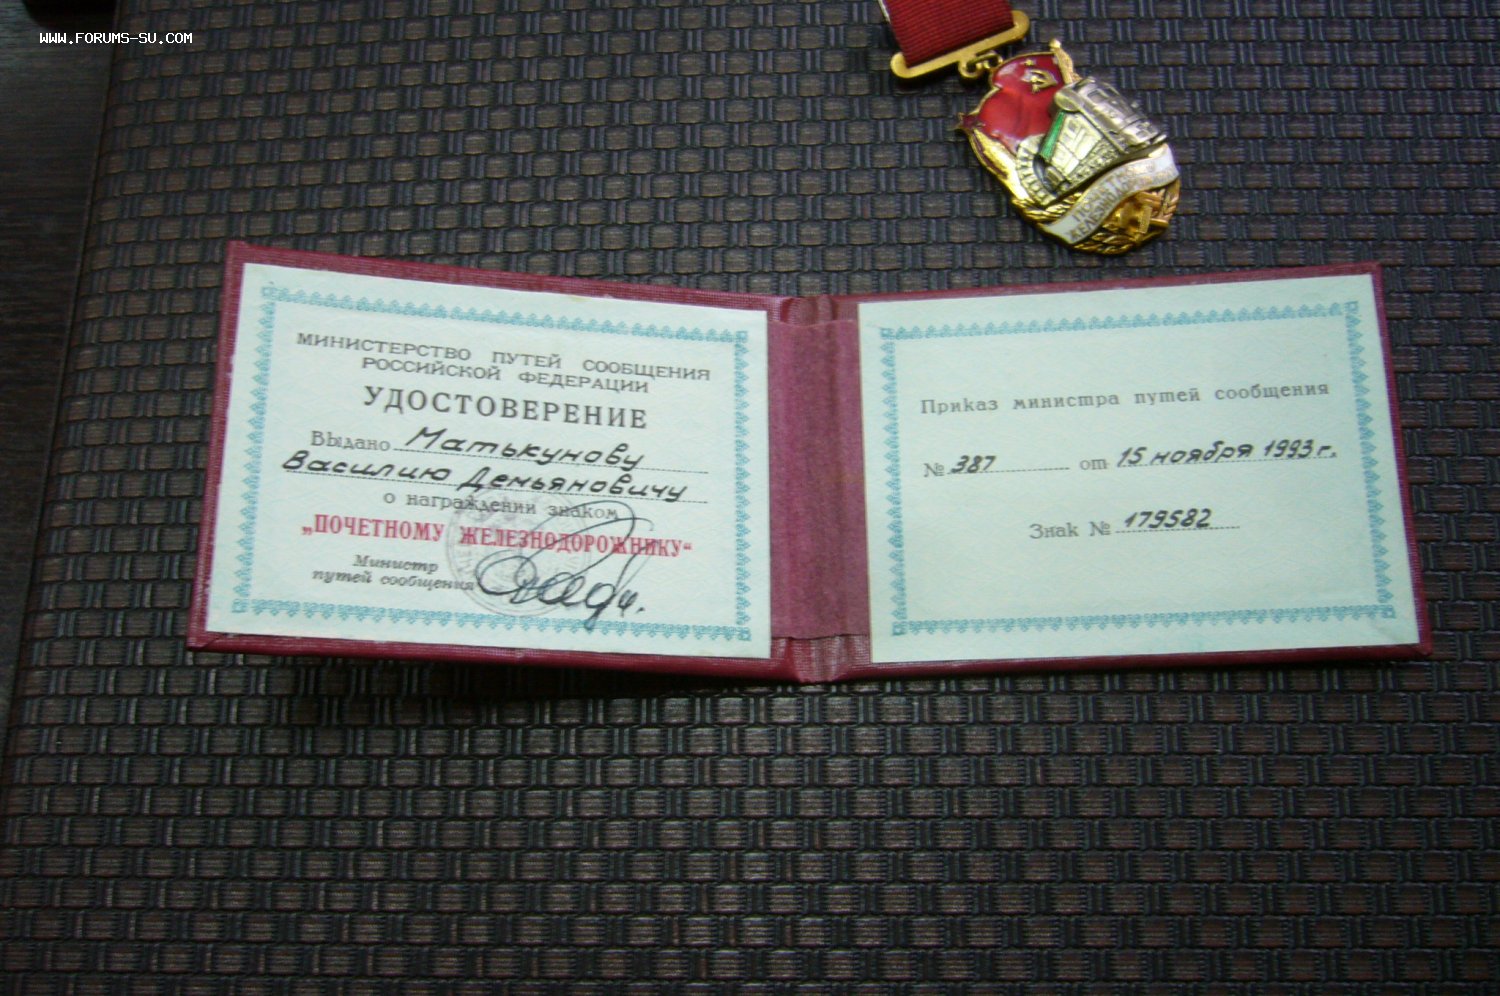 WWW.FORUMS-SU.COM
МИНИСТЕРСТВО ПУТЕЙ СООБЩЕНИЯ
РОССИЙСКОЙ ФЕДЕРАЦИИ
УДОСТОВЕРЕНИЕ
Выдано Матькунову
Василию Демьяновичу
о награждении знаком
„ПОЧЕТНОМУ ЖЕЛЕЗНОДОРОЖНИКУ“
Министр
путей сообщения
Приказ министра путей сообщения
№ 387 от 15 ноября 1993 г.
Знак № 179582